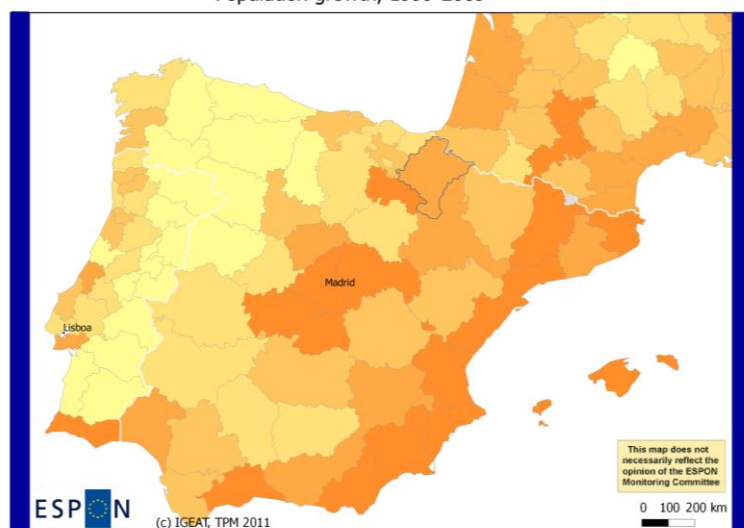 Madrid
Lisboa
This map does not
necessarily reflect the
opinion of the ESPON
Monitoring Committee
ESPON
(c) IGEAT, TPM 2011
0 100 200 km